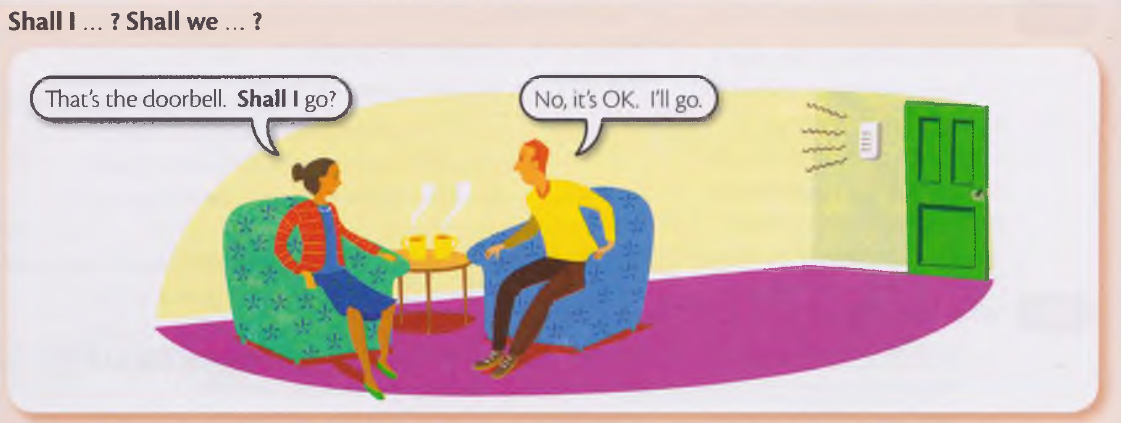 Shall I ... ? Shall we ... ?
That's the doorbell. Shall I go?
No, it's OK. I'll go.